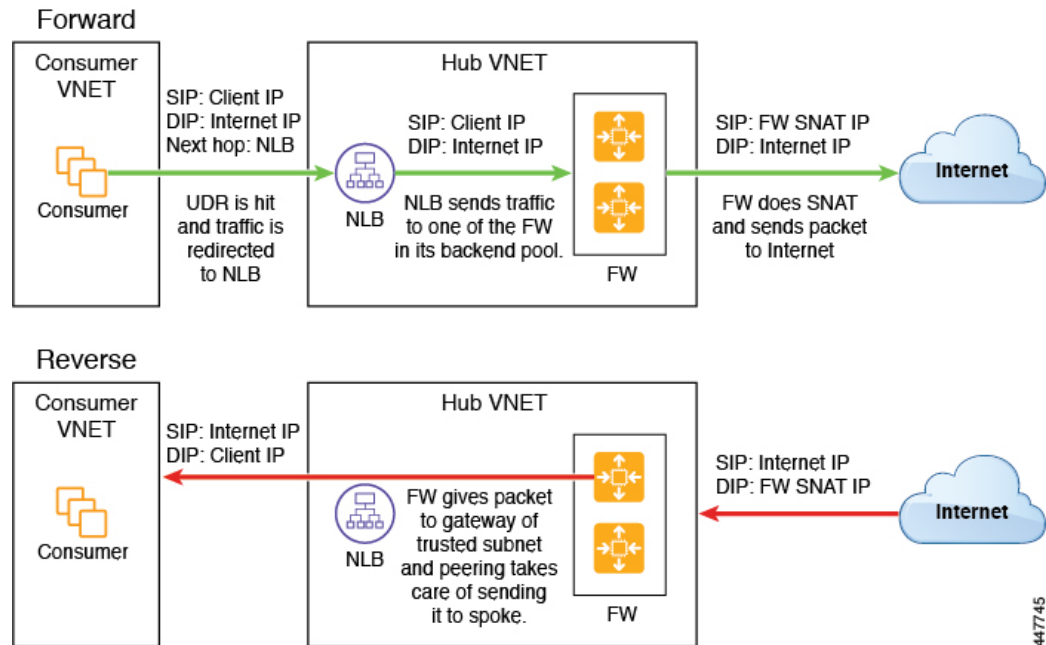 Forward
Consumer
VNET
Consumer
SIP: Client IP
DIP: Internet IP
Next hop: NLB
UDR is hit
and traffic is
redirected
to NLB
Hub VNET
NLB
SIP: Client IP
DIP: Internet IP
NLB sends traffic
to one of the FW
in its backend pool.
FW
SIP: FW SNAT IP
DIP: Internet IP
FW does SNAT
and sends packet
to Internet
Internet
Reverse
Consumer
VNET
Consumer
SIP: Internet IP
DIP: Client IP
Hub VNET
NLB
FW gives packet
to gateway of
trusted subnet
and peering takes
care of sending
it to spoke.
FW
SIP: Internet IP
DIP: FW SNAT IP
Internet
447745